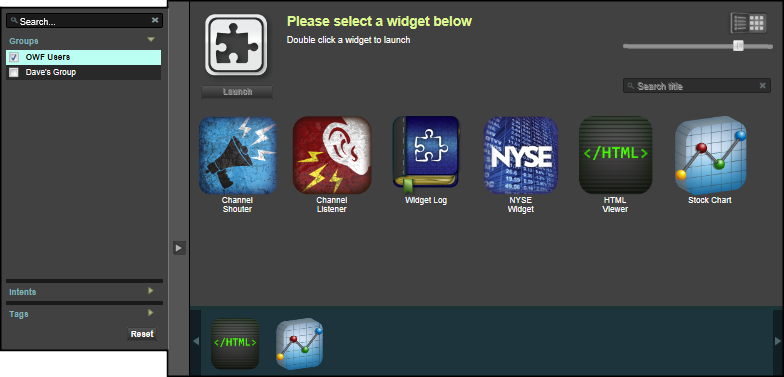 Search...
Groups
OWF Users
Dave's Group
Intents
Tags
Reset
Please select a widget below
Double click a widget to launch
Launch
Search title
NYSE
</HTML>
Channel
Shouter
Channel
Listener
Widget Log
NYSE
Widget
HTML
Viewer
Stock Chart
</HTML>